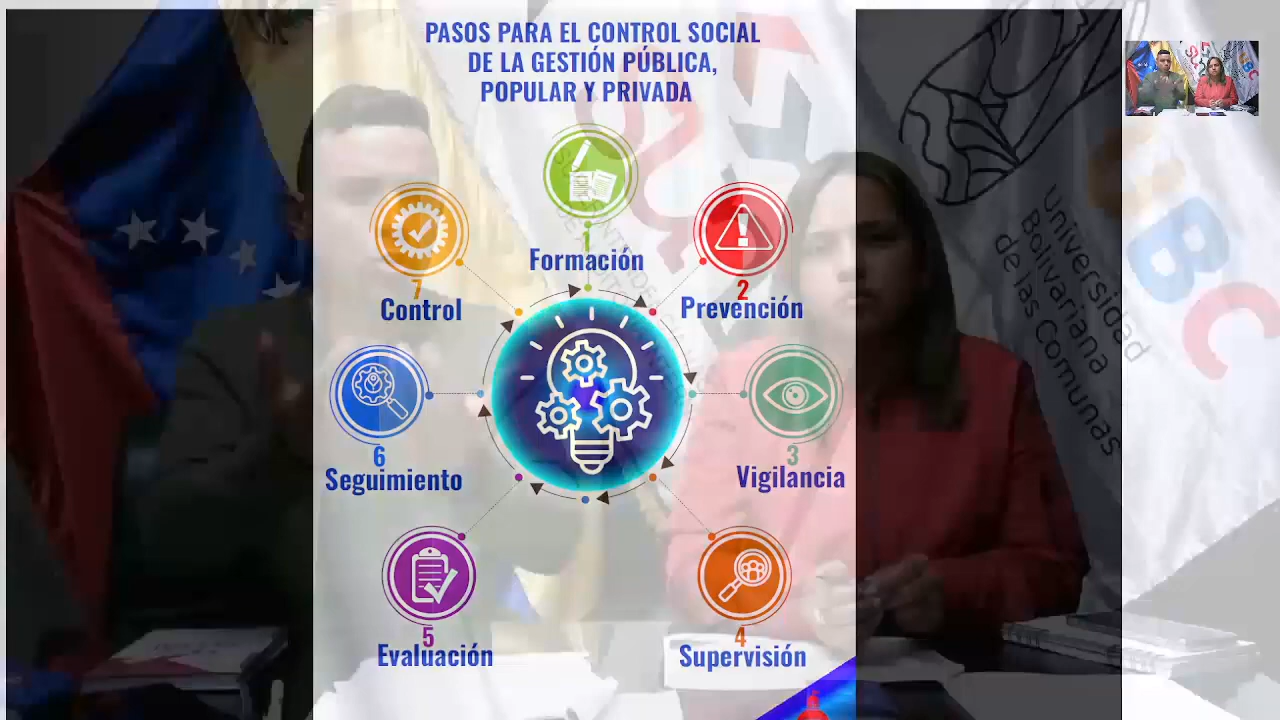 PASOS PARA EL CONTROL SOCIAL
DE LA GESTIÓN PÚBLICA,
POPULAR Y PRIVADA
1
Formación
2
Prevención
3
Vigilancia
4
Supervisión
5
Evaluación
6
Seguimiento
7
Control
Universidad
Bolivariana
de las Comunas
UBC